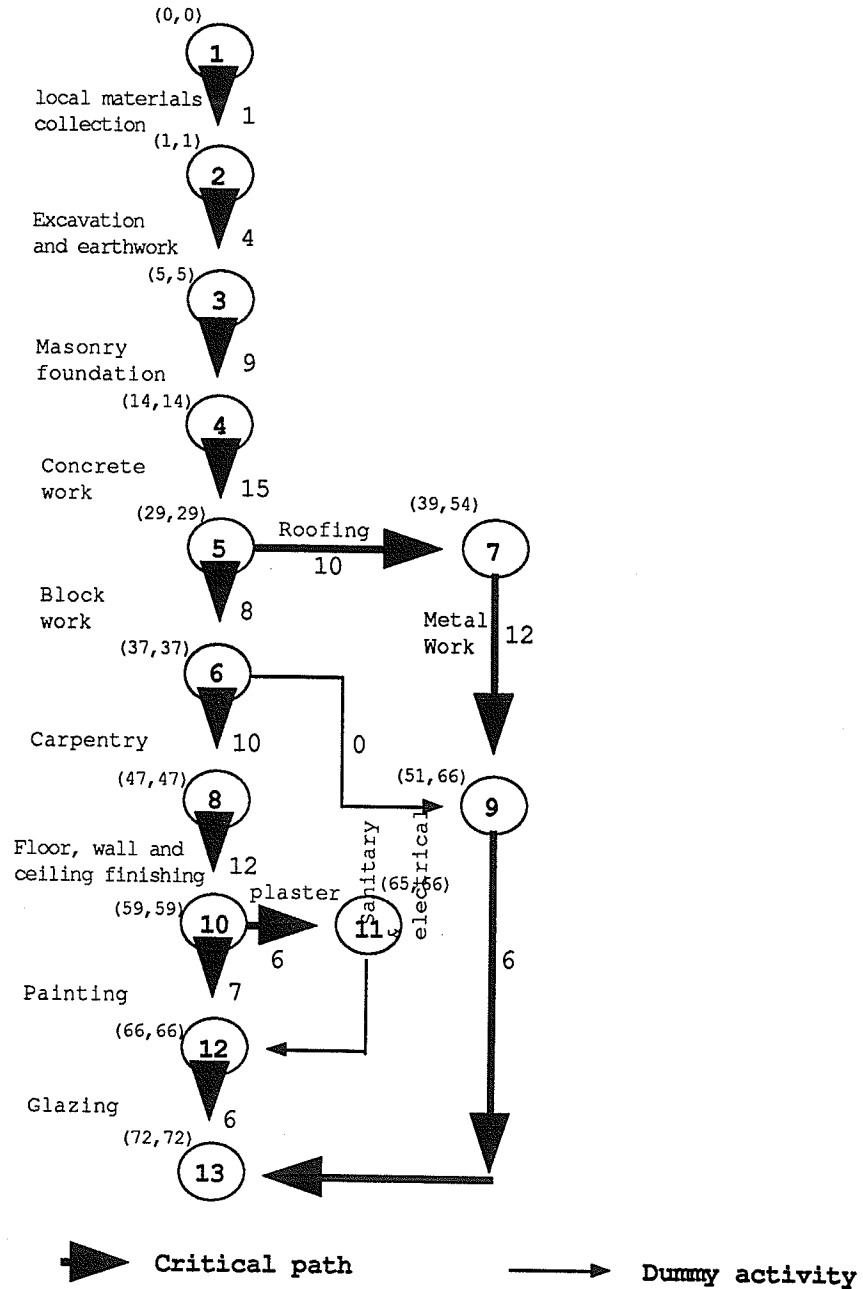 (0,0)
1
local materials
collection
1
(1,1)
2
Excavation
and earthwork
4
(5,5)
3
Masonry
foundation
9
(14,14)
4
Concrete
work
15
(29,29)
5
Roofing
10
(39,54)
7
Block
work
8
Metal
Work
12
(37,37)
6
Carpentry
10
0
(47,47)
8
(51,66)
9
Floor, wall and
ceiling finishing
12
plaster
6
Sanitary
&
electrical
(65,66)
(59,59)
10
11
6
Painting
7
(66,66)
12
Glazing
6
(72,72)
13
Critical path
Dummy activity